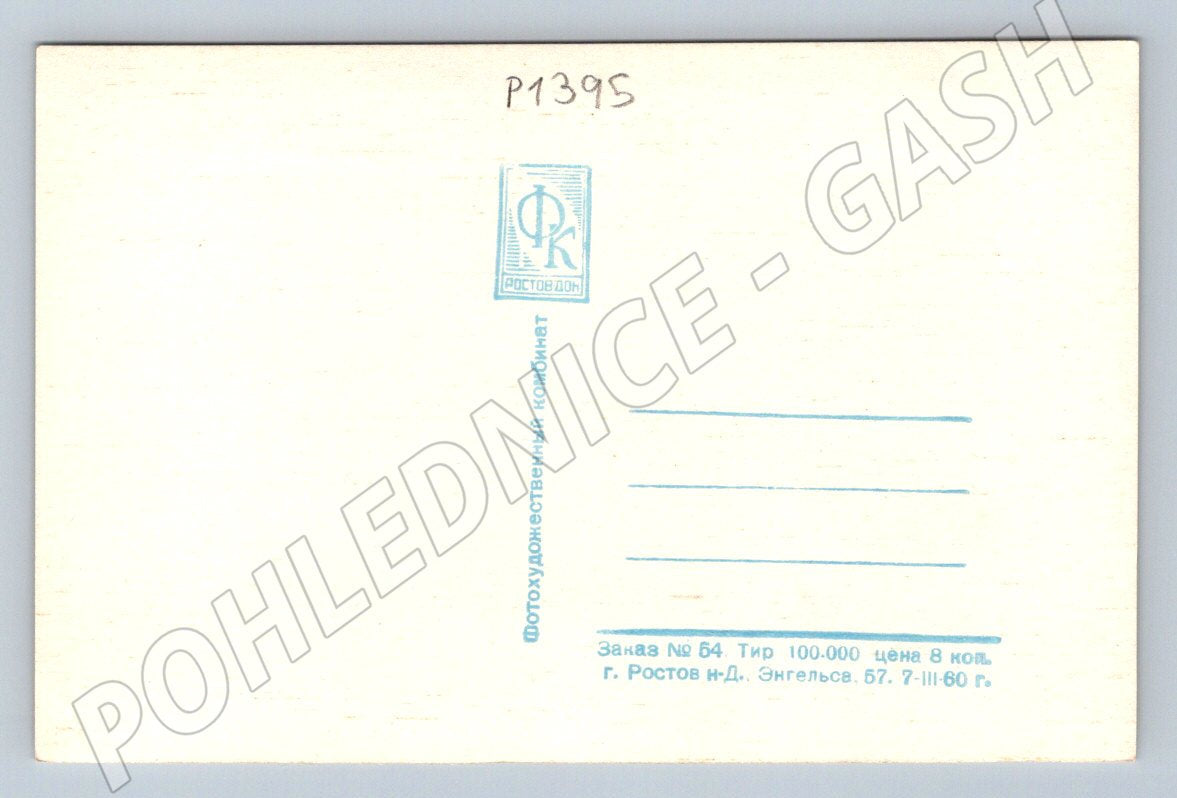 P1395
ФК
РОСТОВ ДОН
Фотохудожественный комбинат
Заказ № 54 Тир 100.000 цена 8 коп.
г. Ростов н-Д., Энгельса, 57. 7-III-60 г.
POHLEDNICE - GASH